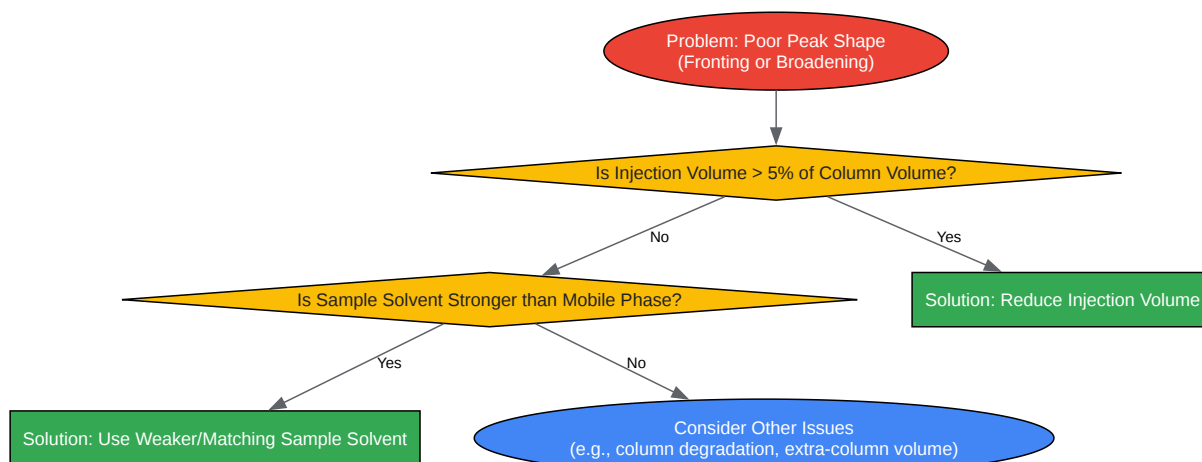 Problem: Poor Peak Shape
(Fronting or Broadening)
Is Injection Volume > 5% of Column Volume?
No
Yes
Is Sample Solvent Stronger than Mobile Phase?
Solution: Reduce Injection Volume
Yes
No
Solution: Use Weaker/Matching Sample Solvent
Consider Other Issues
(e.g., column degradation, extra-column volume)